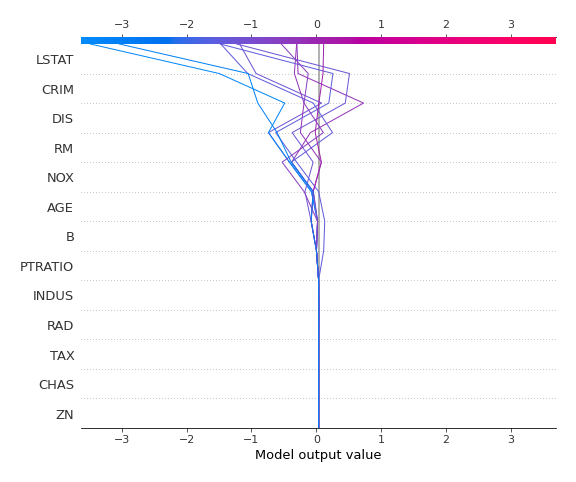 −3 −2 −1 0 1 2 3
LSTAT
CRIM
DIS
RM
NOX
AGE
B
PTRATIO
INDUS
RAD
TAX
CHAS
ZN
−3 −2 −1 0 1 2 3
Model output value